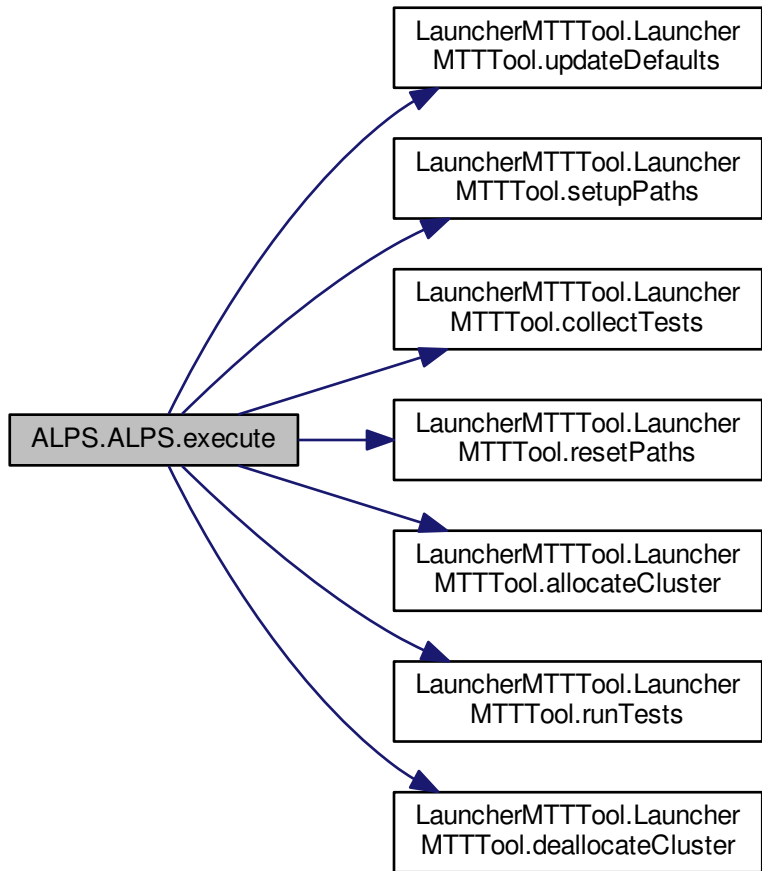 LauncherMTTTool.Launcher
MTTTool.updateDefaults
LauncherMTTTool.Launcher
MTTTool.setupPaths
LauncherMTTTool.Launcher
MTTTool.collectTests
ALPS.ALPS.execute
LauncherMTTTool.Launcher
MTTTool.resetPaths
LauncherMTTTool.Launcher
MTTTool.allocateCluster
LauncherMTTTool.Launcher
MTTTool.runTests
LauncherMTTTool.Launcher
MTTTool.deallocateCluster